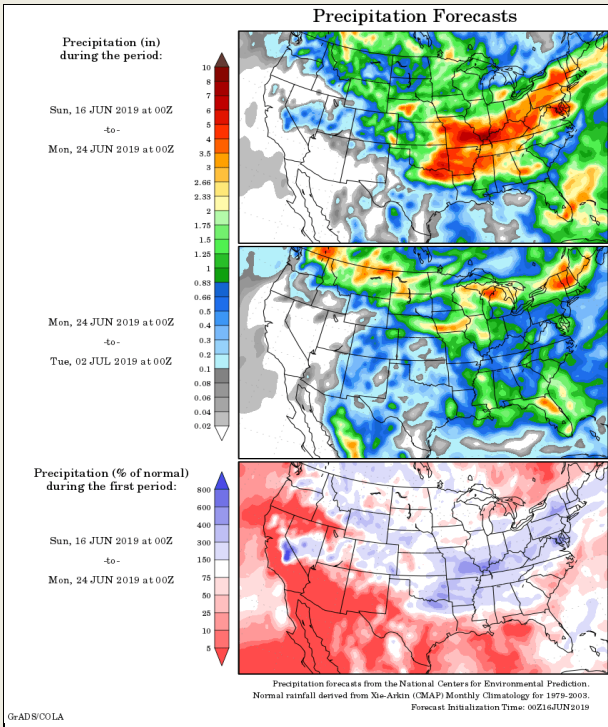 Precipitation Forecasts
Precipitation (in)
during the period:
Sun, 16 JUN 2019 at 00Z
-to-
Mon, 24 JUN 2019 at 00Z
10
8
7
6
5
4
3.5
3
2.66
2.33
2
1.75
1.5
1.25
1
0.83
0.66
0.5
0.4
0.3
0.2
0.1
0.08
0.06
0.04
0.02
Mon, 24 JUN 2019 at 00Z
-to-
Tue, 02 JUL 2019 at 00Z
Precipitation (% of normal)
during the first period:
Sun, 16 JUN 2019 at 00Z
-to-
Mon, 24 JUN 2019 at 00Z
800
600
400
300
150
75
50
25
10
5
Precipitation forecasts from the National Centers for Environmental Prediction.
Normal rainfall derived from Xie-Arkin (CMAP) Monthly Climatology for 1979-2003.
Forecast Initialization Time: 00Z16JUN2019
GrADS/COLA